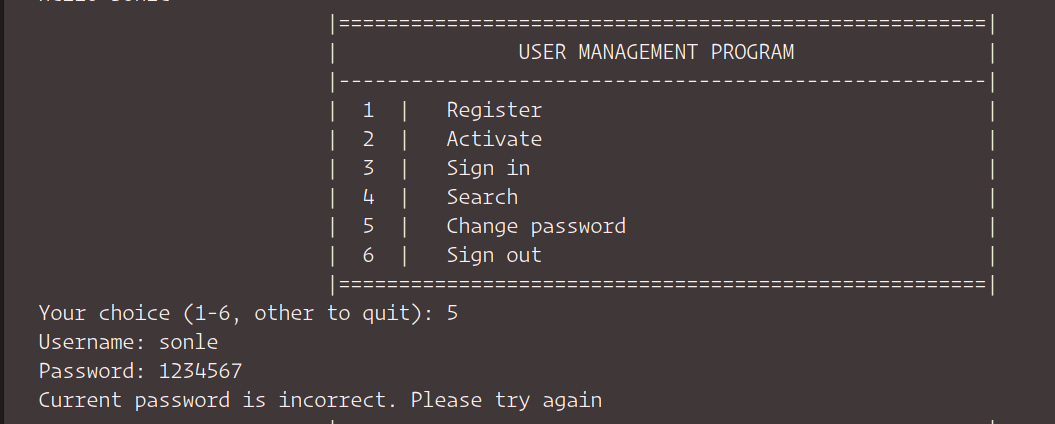 |======================================================|
|               USER MANAGEMENT PROGRAM                |
|------------------------------------------------------|
|  1  |   Register                                     |
|  2  |   Activate                                     |
|  3  |   Sign in                                      |
|  4  |   Search                                       |
|  5  |   Change password                              |
|  6  |   Sign out                                     |
|======================================================|
Your choice (1-6, other to quit): 5
Username: sonle
Password: 1234567
Current password is incorrect. Please try again